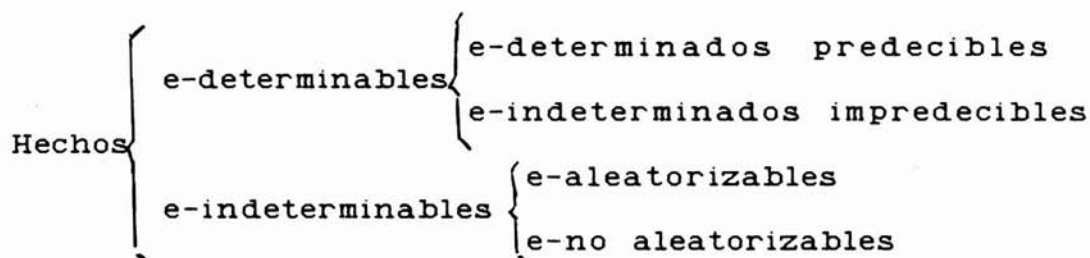 e-determinados predecibles
e-determinables
e-indeterminados impredecibles
Hechos
e-aleatorizables
e-indeterminables
e-no aleatorizables